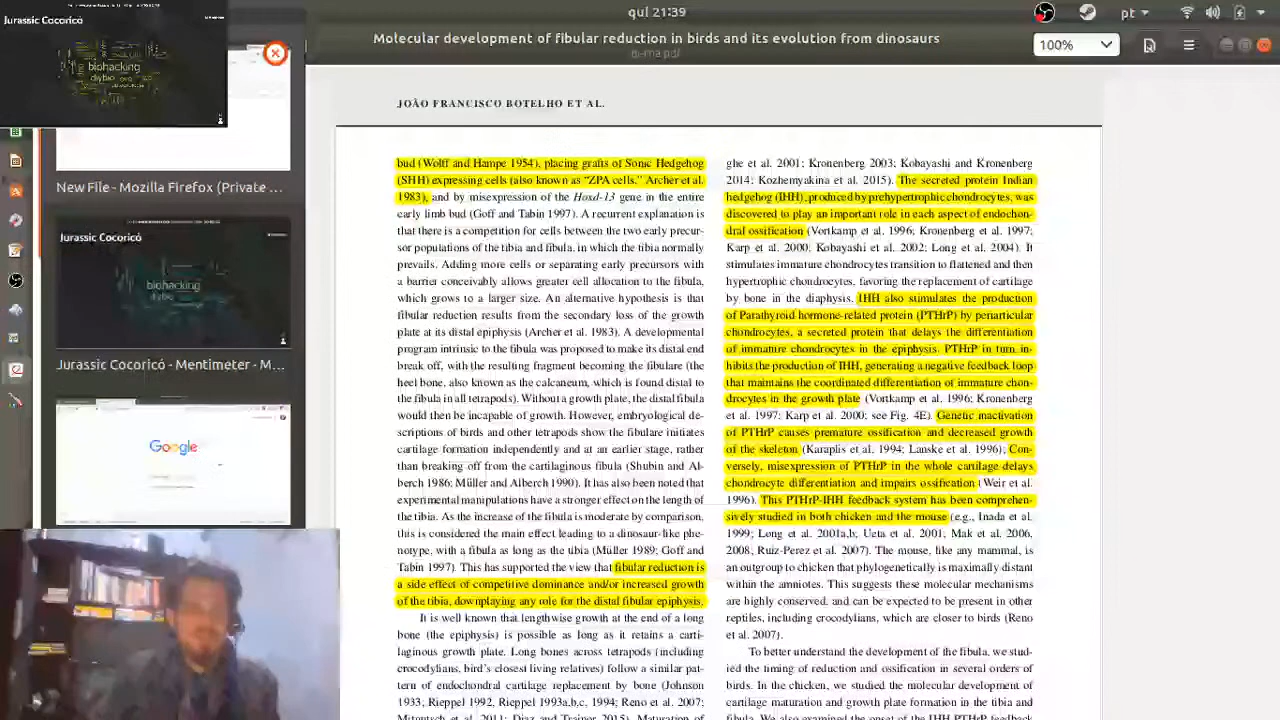 Jurassic Cocoricó
biohacking
diybio
qui 21:39
pt
Molecular development of fibular reduction in birds and its evolution from dinosaurs
100%
New File - Mozilla Firefox (Private ...
Jurassic Cocoricó
biohacking
diybio
Jurassic Cocoricó - Mentimeter - M...
Google
JOÃO FRANCISCO BOTELHO ET AL.
bud (Wolff and Hampe 1954), placing grafts of Sonic Hedgehog
(SHH) expressing cells (also known as “ZPA cells,” Archer et al.
1983), and by misexpression of the Hoxd-13 gene in the entire
early limb bud (Goff and Tabin 1997). A recurrent explanation is
that there is a competition for cells between the two early precur-
sor populations of the tibia and fibula, in which the tibia normally
prevails. Adding more cells or separating early precursors with
a barrier conceivably allows greater cell allocation to the fibula,
which grows to a larger size. An alternative hypothesis is that
fibular reduction results from the secondary loss of the growth
plate at its distal epiphysis (Archer et al. 1983). A developmental
program intrinsic to the fibula was proposed to make its distal end
break off, with the resulting fragment becoming the fibulare (the
heel bone, also known as the calcaneum, which is found distal to
the fibula in all tetrapods). Without a growth plate, the distal fibula
would then be incapable of growth. However, embryological de-
scriptions of birds and other tetrapods show the fibulare initiates
cartilage formation independently and at an earlier stage, rather
than breaking off from the cartilaginous fibula (Shubin and Al-
berch 1986; Müller and Alberch 1990). It has also been noted that
experimental manipulations have a stronger effect on the length of
the tibia. As the increase of the fibula is moderate by comparison,
this is considered the main effect leading to a dinosaur-like phe-
notype, with a fibula as long as the tibia (Müller 1989; Goff and
Tabin 1997). This has supported the view that fibular reduction is
a side effect of competitive dominance and/or increased growth
of the tibia, downplaying any role for the distal fibular epiphysis.
It is well known that lengthwise growth at the end of a long
bone (the epiphysis) is possible as long as it retains a carti-
laginous growth plate. Long bones across tetrapods (including
crocodylians, bird’s closest living relatives) follow a similar pat-
tern of endochondral cartilage replacement by bone (Johnson
1933; Rieppel 1992, Rieppel 1993a,b,c, 1994; Reno et al. 2007;
Mitgutsch et al. 2011; Diaz and Trainor 2015). Maturation of
ghe et al. 2001; Kronenberg 2003; Kobayashi and Kronenberg
2014; Kozhemyakina et al. 2015). The secreted protein Indian
hedgehog (IHH), produced by prehypertrophic chondrocytes, was
discovered to play an important role in each aspect of endochon-
dral ossification (Vortkamp et al. 1996; Kronenberg et al. 1997;
Karp et al. 2000; Kobayashi et al. 2002; Long et al. 2004). It
stimulates immature chondrocytes transition to flattened and then
hypertrophic chondrocytes, favoring the replacement of cartilage
by bone in the diaphysis. IHH also stimulates the production
of Parathyroid hormone-related protein (PTHrP) by periarticular
chondrocytes, a secreted protein that delays the differentiation
of immature chondrocytes in the epiphysis. PTHrP in turn in-
hibits the production of IHH, generating a negative feedback loop
that maintains the coordinated differentiation of immature chon-
drocytes in the growth plate (Vortkamp et al. 1996; Kronenberg
et al. 1997; Karp et al. 2000; see Fig. 4E). Genetic inactivation
of PTHrP causes premature ossification and decreased growth
of the skeleton (Karaplis et al. 1994; Lanske et al. 1996); Con-
versely, misexpression of PTHrP in the whole cartilage delays
chondrocyte differentiation and impairs ossification (Weir et al.
1996). This PTHrP-IHH feedback system has been comprehen-
sively studied in both chicken and the mouse (e.g., Inada et al.
1999; Long et al. 2001a,b; Ueta et al. 2001; Mak et al. 2006,
2008; Ruiz-Perez et al. 2007). The mouse, like any mammal, is
an outgroup to chicken that phylogenetically is maximally distant
within the amniotes. This suggests these molecular mechanisms
are highly conserved, and can be expected to be present in other
reptiles, including crocodylians, which are closer to birds (Reno
et al. 2007).
To better understand the development of the fibula, we stud-
ied the timing of reduction and ossification in several orders of
birds. In the chicken, we studied the molecular development of
cartilage maturation and growth plate formation in the tibia and
fibula. We also examined the onset of the IHH PTHrP feedback